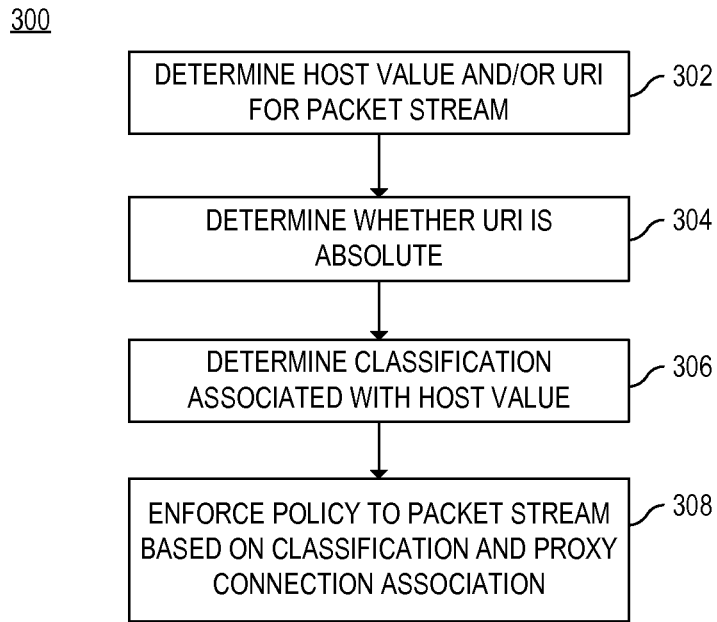 300
DETERMINE HOST VALUE AND/OR URI
FOR PACKET STREAM
302
DETERMINE WHETHER URI IS
ABSOLUTE
304
DETERMINE CLASSIFICATION
ASSOCIATED WITH HOST VALUE
306
ENFORCE POLICY TO PACKET STREAM
BASED ON CLASSIFICATION AND PROXY
CONNECTION ASSOCIATION
308